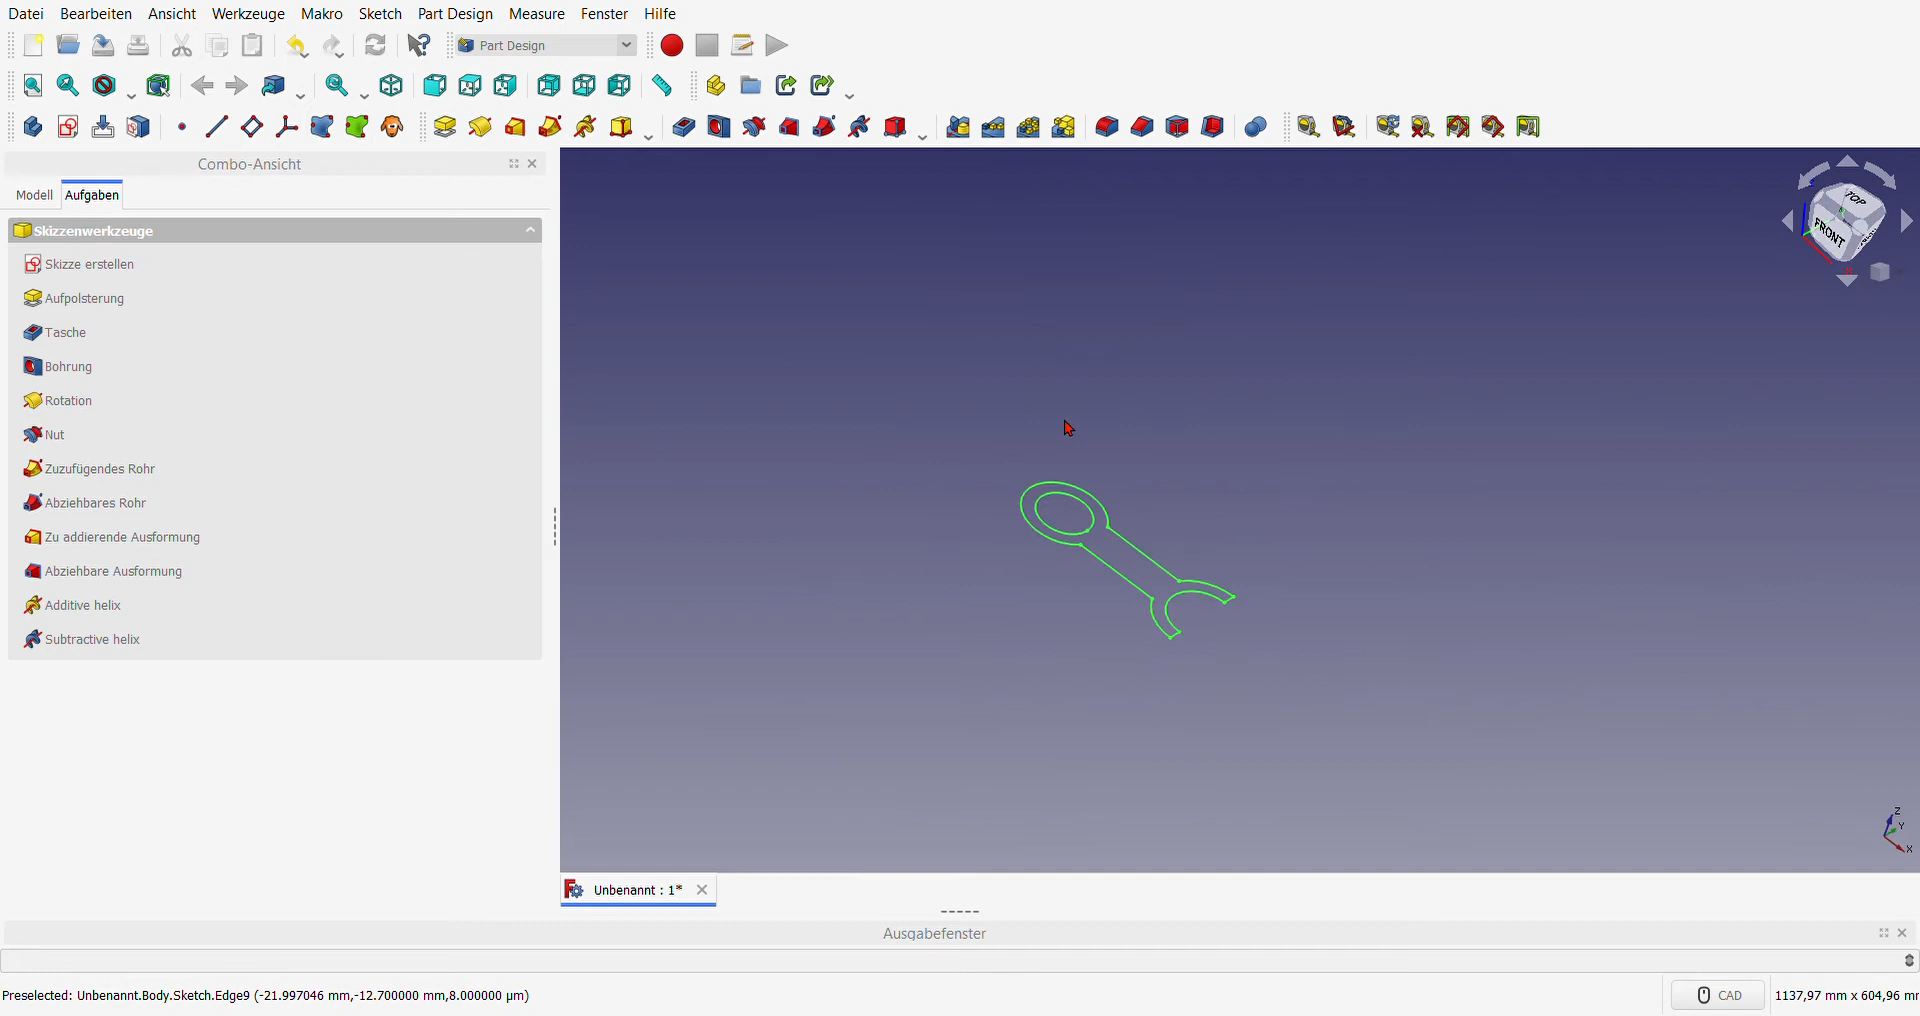 Datei Bearbeiten Ansicht Werkzeuge Makro Sketch Part Design Measure Fenster Hilfe
Part Design
Combo-Ansicht
Modell Aufgaben
Skizzenwerkzeuge
Skizze erstellen
Aufpolsterung
Tasche
Bohrung
Rotation
Nut
Zuzufügendes Rohr
Abziehbares Rohr
Zu addierende Ausformung
Abziehbare Ausformung
Additive helix
Subtractive helix
TOP
FRONT
Z
Y
X
Unbenannt : 1*
Ausgabefenster
Preselected: Unbenannt.Body.Sketch.Edge9 (-21.997046 mm,-12.700000 mm,8.000000 µm)
CAD
1137,97 mm x 604,96 mr